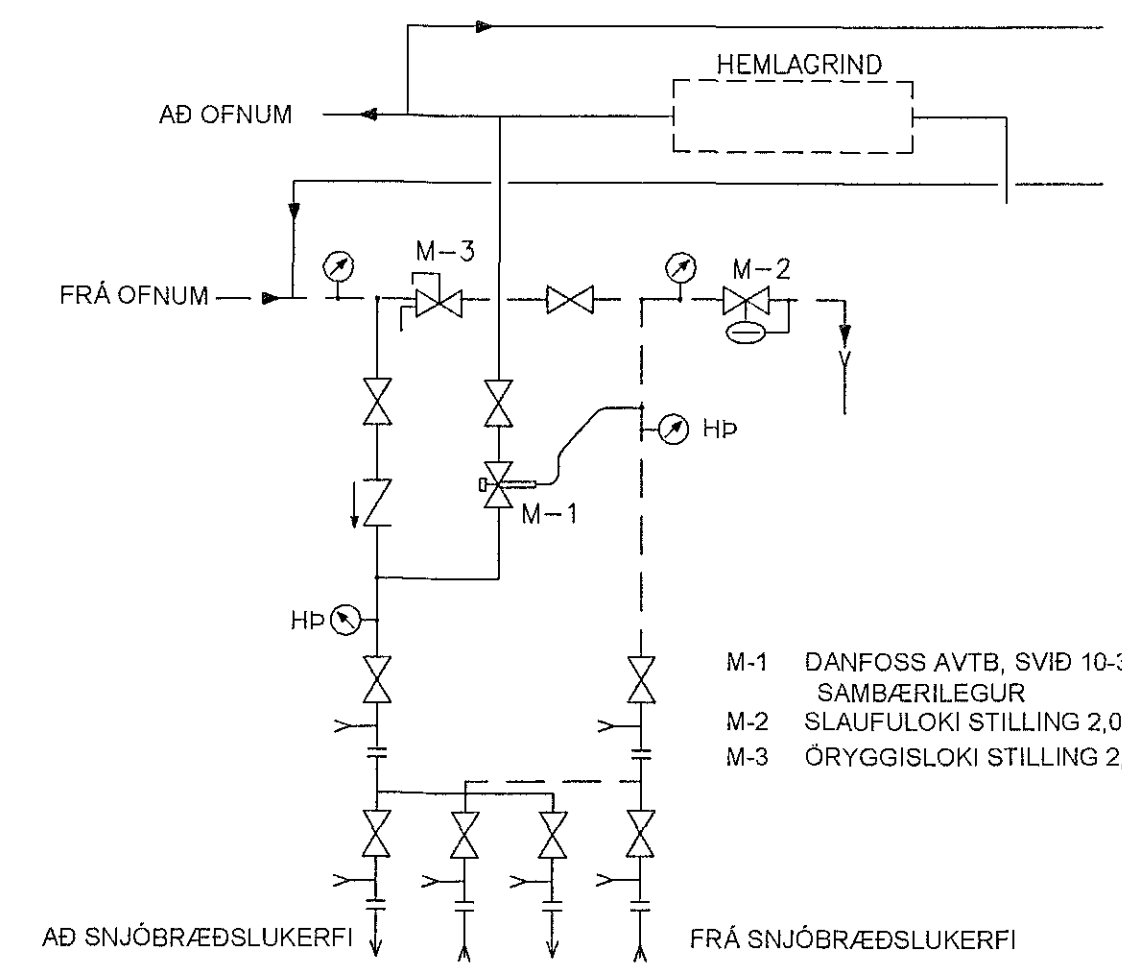 HEMLAGRIND
AÐ OFNUM
M-3
M-2
FRÁ OFNUM
HÞ
M-1
HÞ
M-1 DANFOSS AVTB, SVIÐ 10-3
SAMBÆRILEGUR
M-2 SLAUFULOKI STILLING 2,0
M-3 ÖRYGGISLOKI STILLING 2,
AÐ SNJÓBRÆÐSLUKERFI
FRÁ SNJÓBRÆÐSLUKERFI